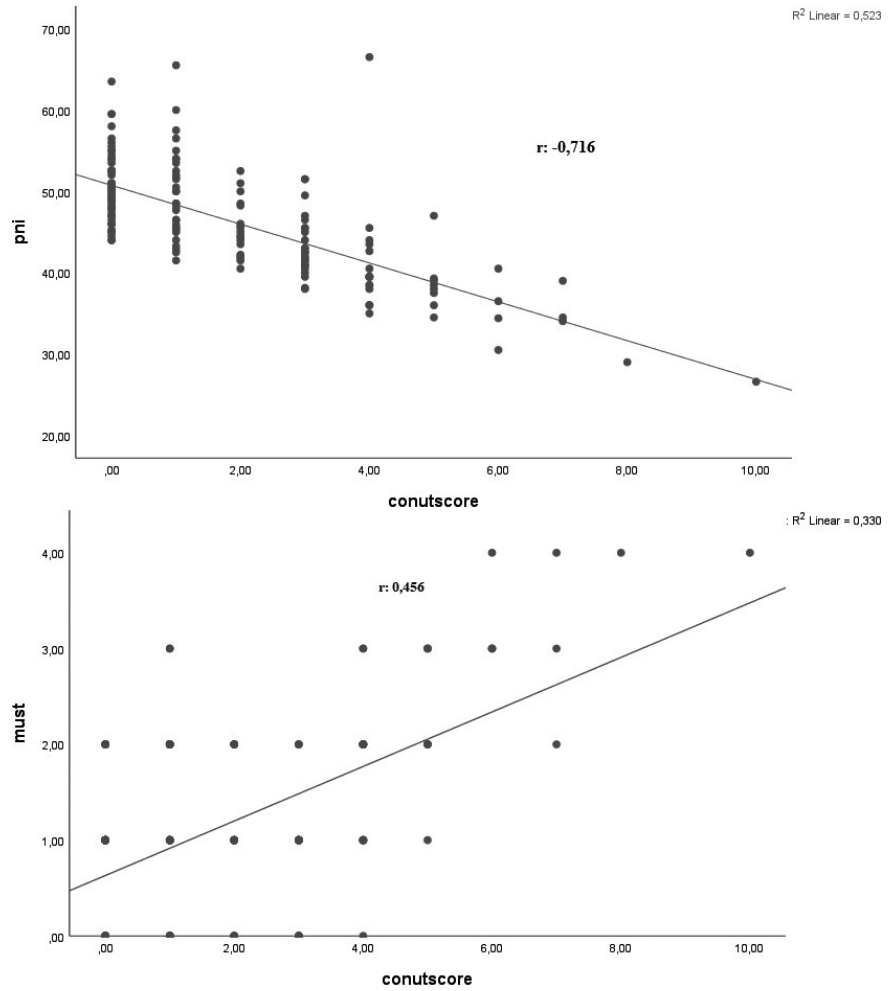 R² Linear = 0,523
70,00
60,00
r: -0,716
50,00
pni
40,00
30,00
20,00
,00 2,00 4,00 6,00 8,00 10,00
conutscore
: R² Linear = 0,330
4,00
r: 0,456
3,00
must
2,00
1,00
,00
,00 2,00 4,00 6,00 8,00 10,00
conutscore